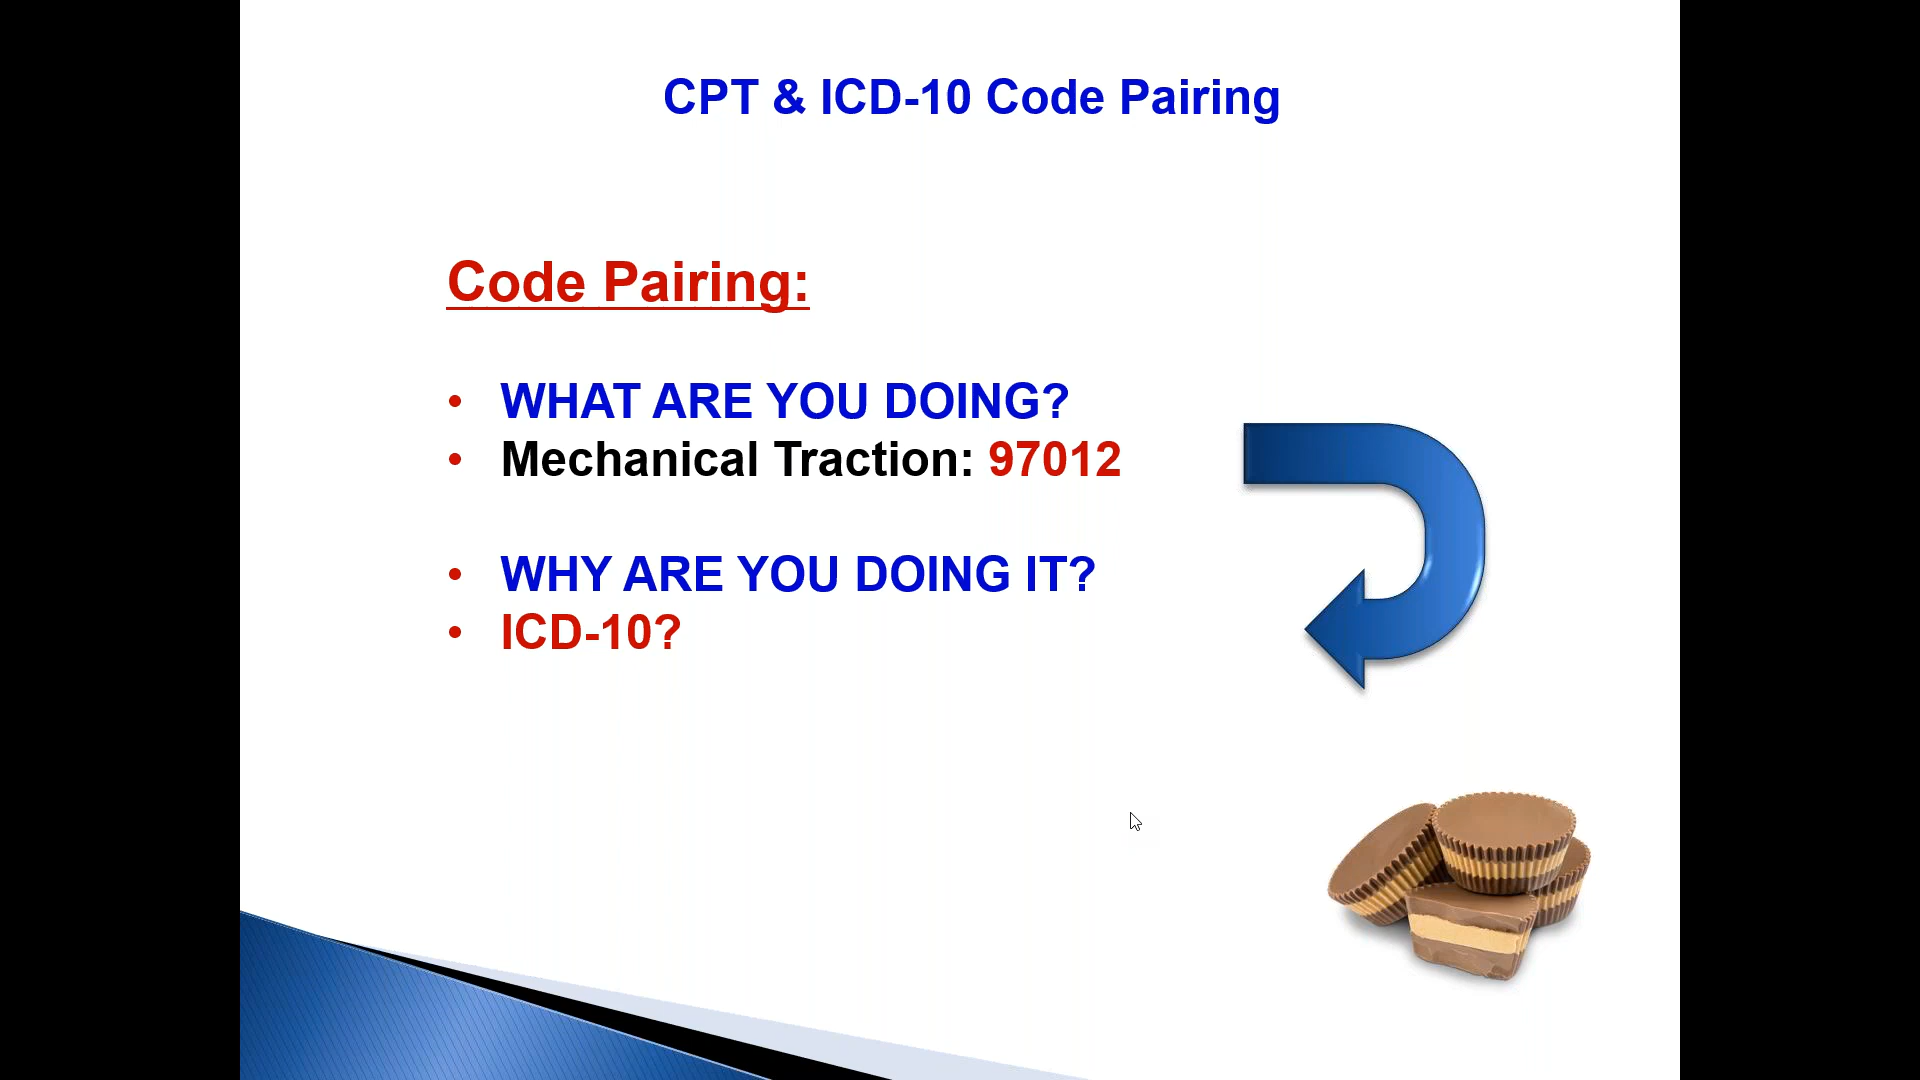 CPT & ICD-10 Code Pairing
Code Pairing:
• WHAT ARE YOU DOING?
• Mechanical Traction: 97012
• WHY ARE YOU DOING IT?
• ICD-10?